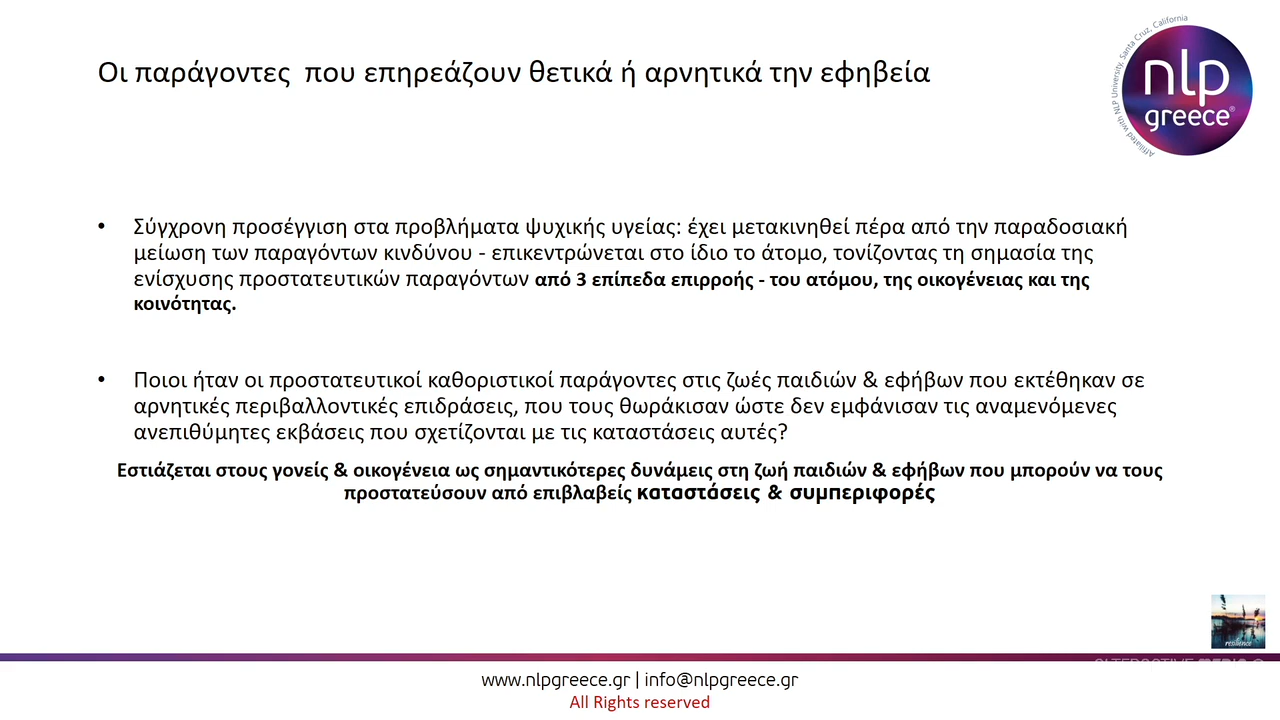 Οι παράγοντες που επηρεάζουν θετικά ή αρνητικά την εφηβεία
Affiliated with NLP University, Santa Cruz, California
nlp
greece®
• Σύγχρονη προσέγγιση στα προβλήματα ψυχικής υγείας: έχει μετακινηθεί πέρα από την παραδοσιακή
μείωση των παραγόντων κινδύνου - επικεντρώνεται στο ίδιο το άτομο, τονίζοντας τη σημασία της
ενίσχυσης προστατευτικών παραγόντων από 3 επίπεδα επιρροής - του ατόμου, της οικογένειας και της
κοινότητας.
• Ποιοι ήταν οι προστατευτικοί καθοριστικοί παράγοντες στις ζωές παιδιών & εφήβων που εκτέθηκαν σε
αρνητικές περιβαλλοντικές επιδράσεις, που τους θωράκισαν ώστε δεν εμφάνισαν τις αναμενόμενες
ανεπιθύμητες εκβάσεις που σχετίζονται με τις καταστάσεις αυτές?
Εστιάζεται στους γονείς & οικογένεια ως σημαντικότερες δυνάμεις στη ζωή παιδιών & εφήβων που μπορούν να τους
προστατεύσουν από επιβλαβείς καταστάσεις & συμπεριφορές
resilience
www.nlpgreece.gr | info@nlpgreece.gr
All Rights reserved